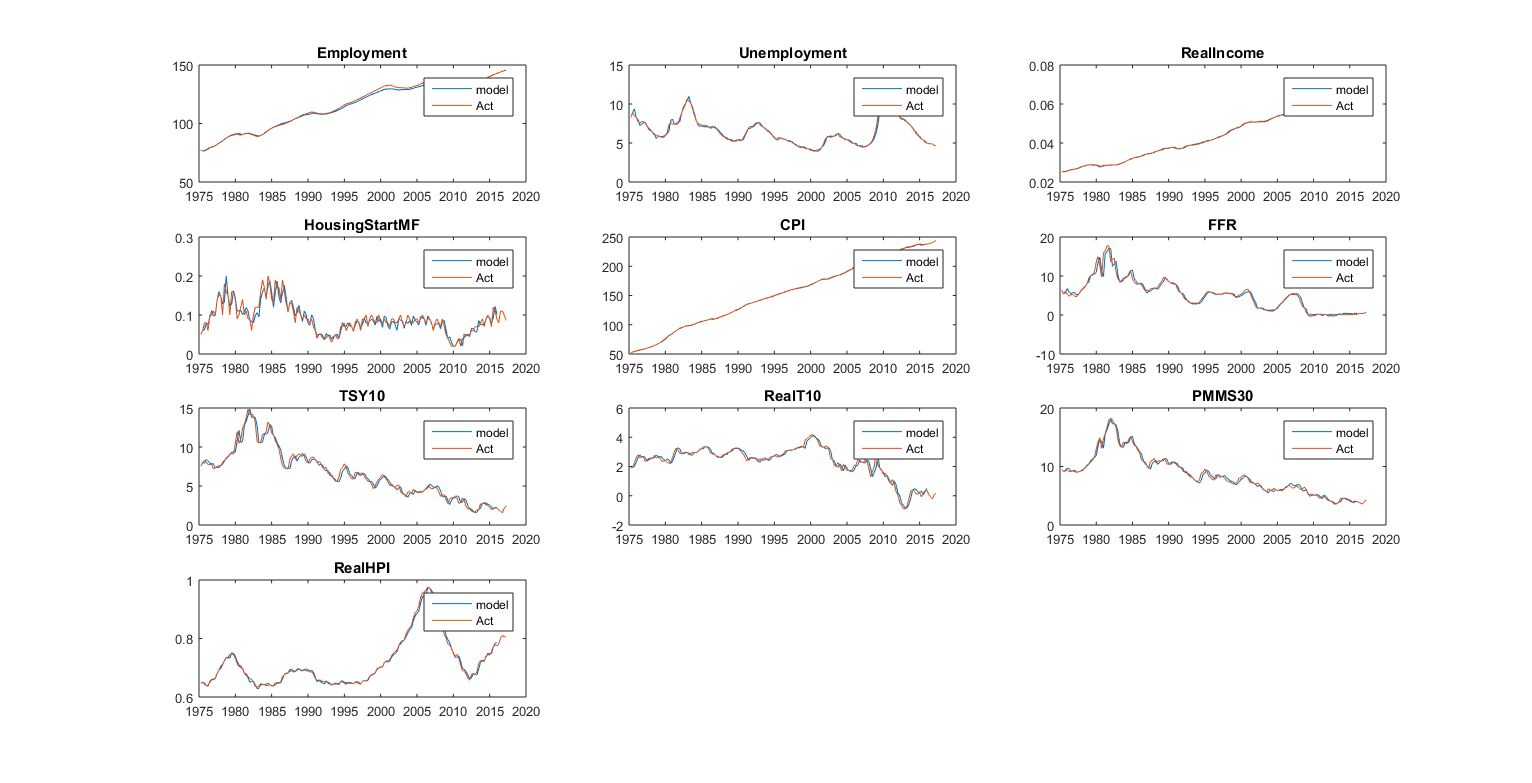 Employment
150
100
50
1975 1980 1985 1990 1995 2000 2005 2010 2015 2020
model
Act
Unemployment
15
10
5
0
1975 1980 1985 1990 1995 2000 2005 2010 2015 2020
model
Act
RealIncome
0.08
0.06
0.04
0.02
1975 1980 1985 1990 1995 2000 2005 2010 2015 2020
model
Act
HousingStartMF
0.3
0.2
0.1
0
1975 1980 1985 1990 1995 2000 2005 2010 2015 2020
model
Act
CPI
250
200
150
100
50
1975 1980 1985 1990 1995 2000 2005 2010 2015 2020
model
Act
FFR
20
10
0
-10
1975 1980 1985 1990 1995 2000 2005 2010 2015 2020
model
Act
TSY10
15
10
5
0
1975 1980 1985 1990 1995 2000 2005 2010 2015 2020
model
Act
RealT10
6
4
2
0
-2
1975 1980 1985 1990 1995 2000 2005 2010 2015 2020
model
Act
PMMS30
20
10
0
1975 1980 1985 1990 1995 2000 2005 2010 2015 2020
model
Act
RealHPI
1
0.8
0.6
1975 1980 1985 1990 1995 2000 2005 2010 2015 2020
model
Act